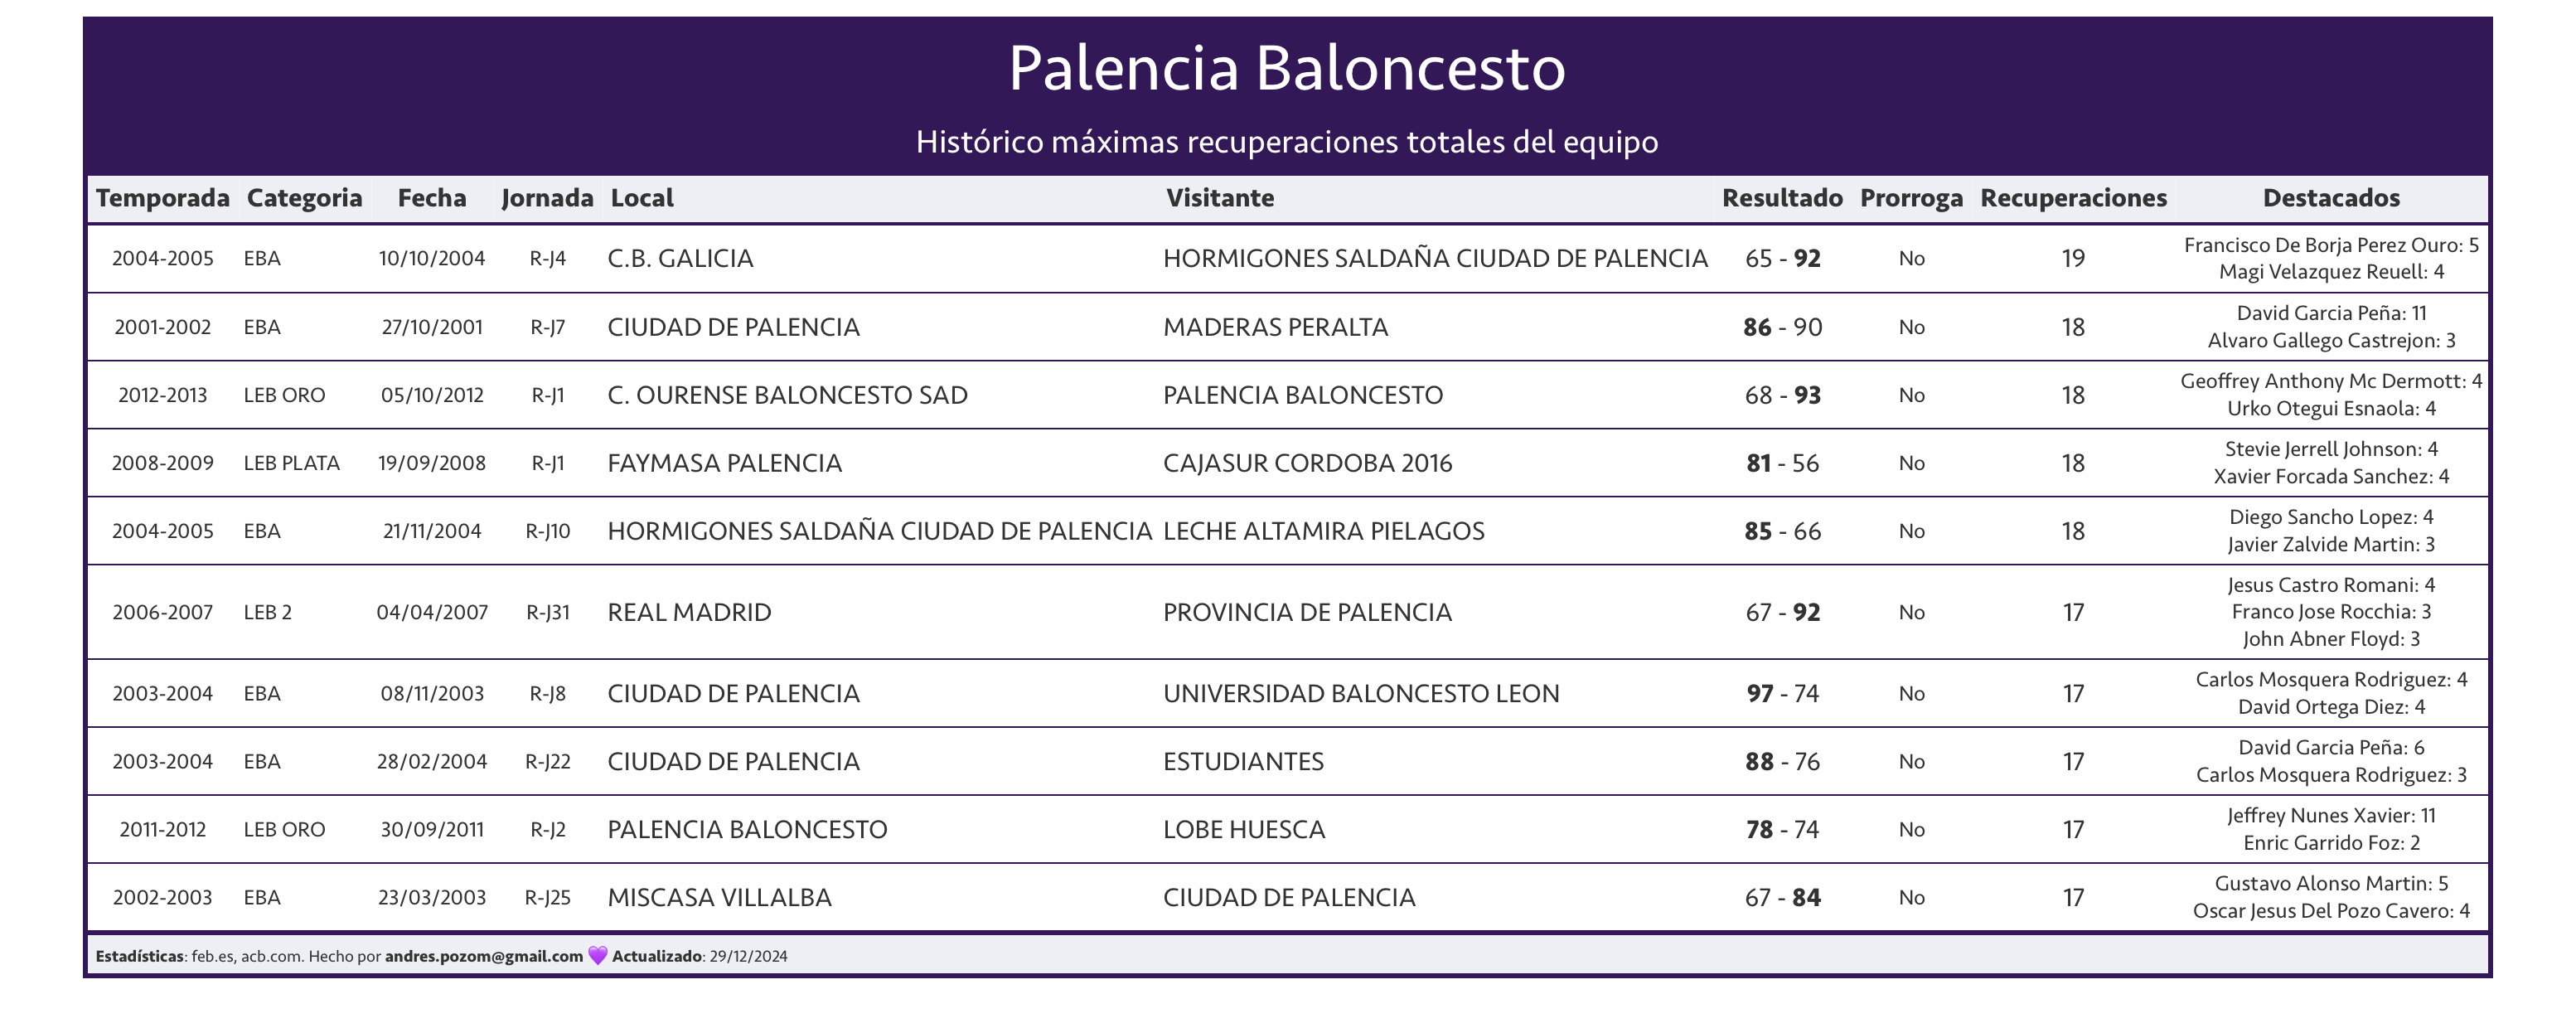 Palencia Baloncesto
Histórico máximas recuperaciones totales del equipo
Temporada Categoria Fecha Jornada Local Visitante Resultado Prorroga Recuperaciones Destacados
2004-2005 EBA 10/10/2004 R-J4 C.B. GALICIA HORMIGONES SALDAÑA CIUDAD DE PALENCIA 65 - 92 No 19 Francisco De Borja Perez Ouro: 5
Magi Velazquez Reuell: 4
2001-2002 EBA 27/10/2001 R-J7 CIUDAD DE PALENCIA MADERAS PERALTA 86 - 90 No 18 David Garcia Peña: 11
Alvaro Gallego Castrejon: 3
2012-2013 LEB ORO 05/10/2012 R-J1 C. OURENSE BALONCESTO SAD PALENCIA BALONCESTO 68 - 93 No 18 Geoffrey Anthony Mc Dermott: 4
Urko Otegui Esnaola: 4
2008-2009 LEB PLATA 19/09/2008 R-J1 FAYMASA PALENCIA CAJASUR CORDOBA 2016 81 - 56 No 18 Stevie Jerrell Johnson: 4
Xavier Forcada Sanchez: 4
2004-2005 EBA 21/11/2004 R-J10 HORMIGONES SALDAÑA CIUDAD DE PALENCIA LECHE ALTAMIRA PIELAGOS 85 - 66 No 18 Diego Sancho Lopez: 4
Javier Zalvide Martin: 3
2006-2007 LEB 2 04/04/2007 R-J31 REAL MADRID PROVINCIA DE PALENCIA 67 - 92 No 17 Jesus Castro Romani: 4
Franco Jose Rocchia: 3
John Abner Floyd: 3
2003-2004 EBA 08/11/2003 R-J8 CIUDAD DE PALENCIA UNIVERSIDAD BALONCESTO LEON 97 - 74 No 17 Carlos Mosquera Rodriguez: 4
David Ortega Diez: 4
2003-2004 EBA 28/02/2004 R-J22 CIUDAD DE PALENCIA ESTUDIANTES 88 - 76 No 17 David Garcia Peña: 6
Carlos Mosquera Rodriguez: 3
2011-2012 LEB ORO 30/09/2011 R-J2 PALENCIA BALONCESTO LOBE HUESCA 78 - 74 No 17 Jeffrey Nunes Xavier: 11
Enric Garrido Foz: 2
2002-2003 EBA 23/03/2003 R-J25 MISCASA VILLALBA CIUDAD DE PALENCIA 67 - 84 No 17 Gustavo Alonso Martin: 5
Oscar Jesus Del Pozo Cavero: 4
Estadísticas: feb.es, acb.com. Hecho por andres.pozom@gmail.com 💜 Actualizado: 29/12/2024